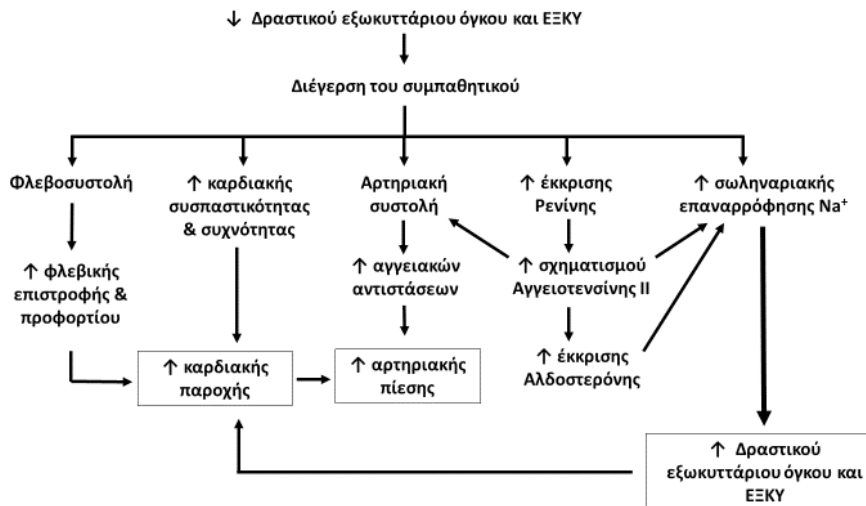 ↓ Δραστικού εξωκυττάριου όγκου και ΕΞΚΥ
Διέγερση του συμπαθητικού
Φλεβοσυστολή
↑ καρδιακής
συσπαστικότητας
& συχνότητας
Αρτηριακή
συστολή
↑ έκκρισης
Ρενίνης
↑ σωληναριακής
επαναρρόφησης Na⁺
↑ φλεβικής
επιστροφής &
προφορτίου
↑ αγγειακών
αντιστάσεων
↑ σχηματισμού
Αγγειοτενσίνης ΙΙ
↑ καρδιακής
παροχής
↑ αρτηριακής
πίεσης
↑ έκκρισης
Αλδοστερόνης
↑ Δραστικού
εξωκυττάριου όγκου και
ΕΞΚΥ